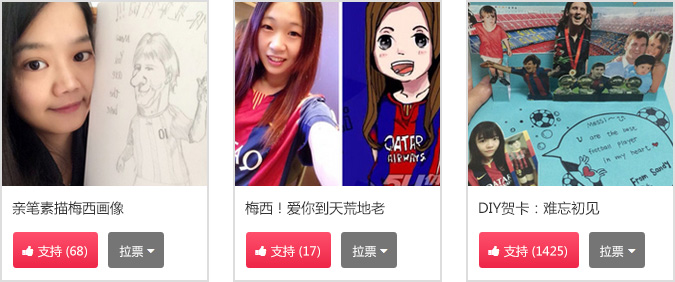 QATAR
AIRWAYS
Messi~
U are the best
football player
in my heart
From Sandy
亲笔素描梅西画像
梅西！爱你到天荒地老
DIY贺卡：难忘初见
支持 (68)
拉票
支持 (17)
拉票
支持 (1425)
拉票